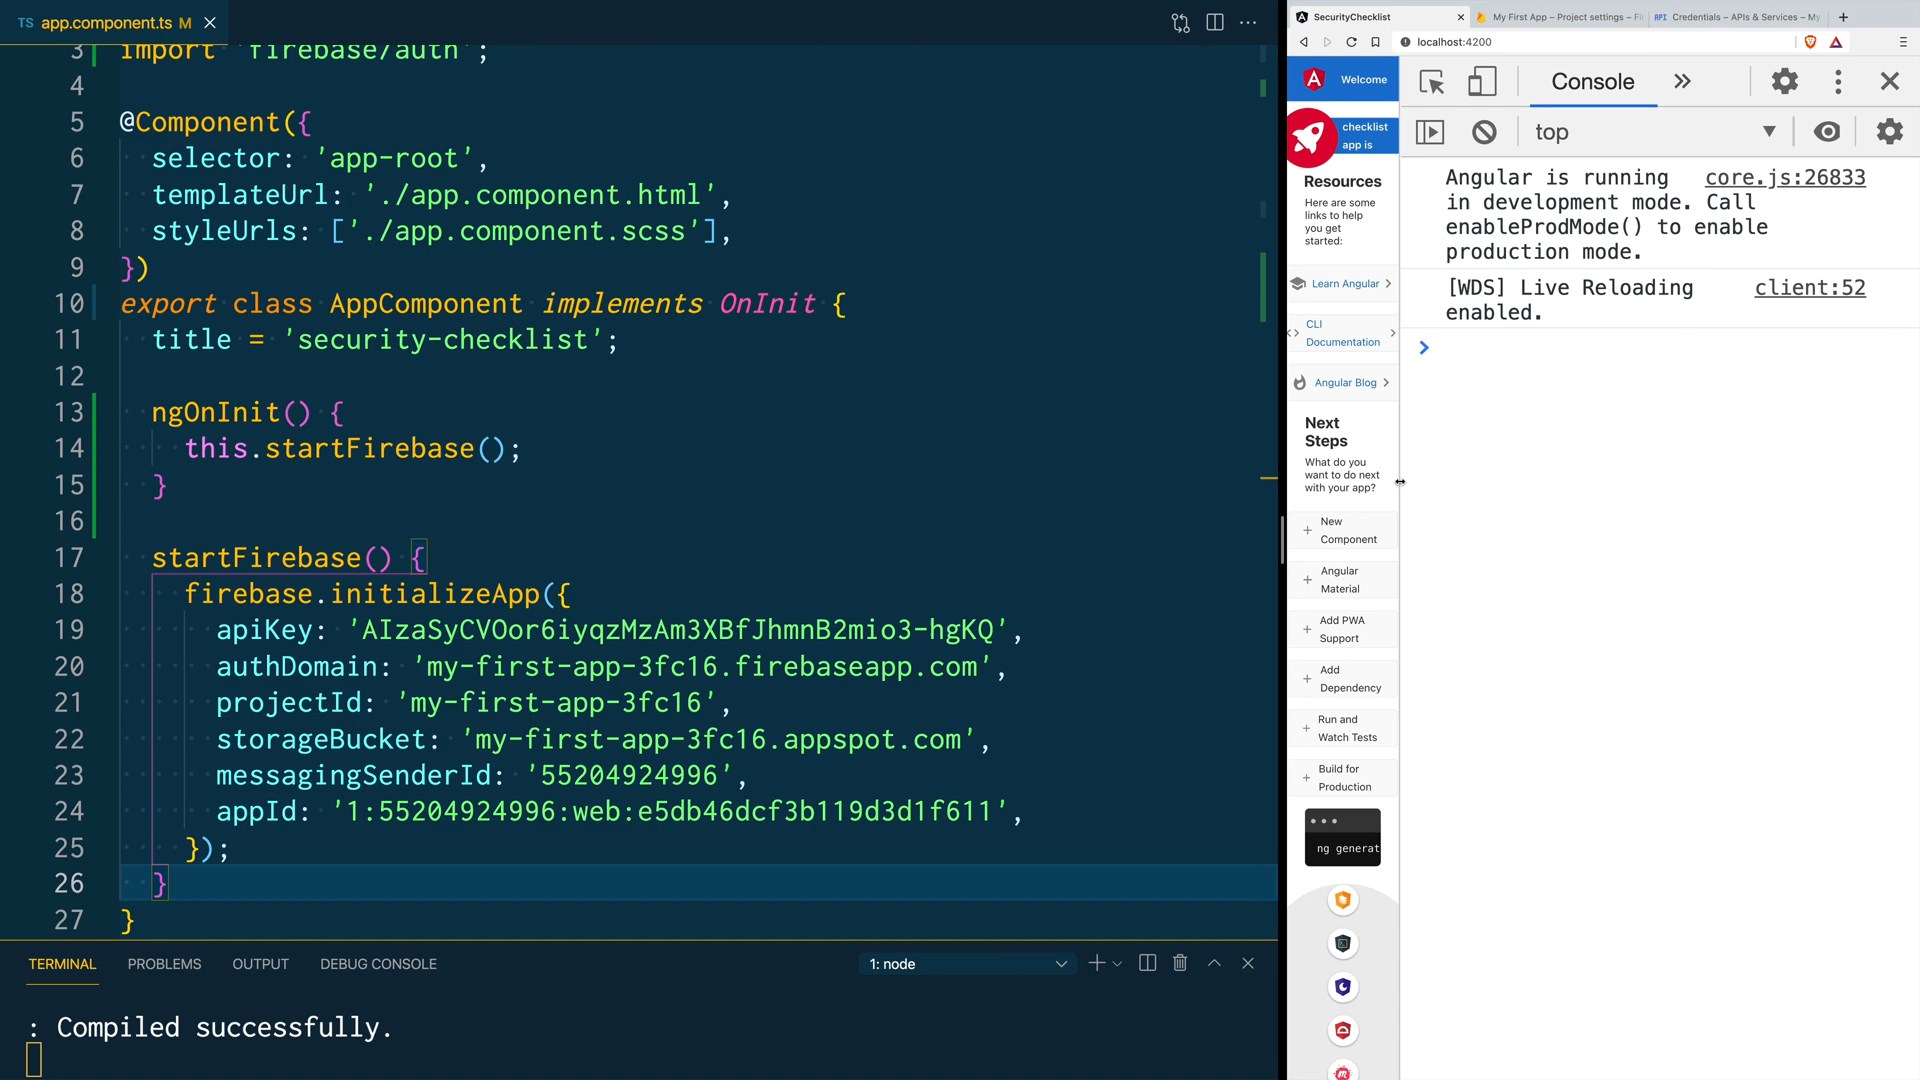 TS app.component.ts M
3 import 'firebase/auth';
4
5 @Component({
6 selector: 'app-root',
7 templateUrl: './app.component.html',
8 styleUrls: ['./app.component.scss'],
9 })
10 export class AppComponent implements OnInit {
11 title = 'security-checklist';
12
13 ngOnInit() {
14 this.startFirebase();
15 }
16
17 startFirebase() {
18 firebase.initializeApp({
19 apiKey: 'AIzaSyCVOor6iyqzMzAm3XBfJhmnB2mio3-hgKQ',
20 authDomain: 'my-first-app-3fc16.firebaseapp.com',
21 projectId: 'my-first-app-3fc16',
22 storageBucket: 'my-first-app-3fc16.appspot.com',
23 messagingSenderId: '55204924996',
24 appId: '1:55204924996:web:e5db46dcf3b119d3d1f611',
25 });
26 }
27 }
TERMINAL PROBLEMS OUTPUT DEBUG CONSOLE 1: node
: Compiled successfully.
SecurityChecklist My First App – Project settings – Fi API Credentials – APIs & Services – My
localhost:4200
Welcome
checklist
app is
Resources
Here are some
links to help
you get
started:
Learn Angular
CLI
Documentation
Angular Blog
Next
Steps
What do you
want to do next
with your app?
New
Component
Angular
Material
Add PWA
Support
Add
Dependency
Run and
Watch Tests
Build for
Production
ng generat
Console
top
Angular is running core.js:26833
in development mode. Call
enableProdMode() to enable
production mode.
[WDS] Live Reloading client:52
enabled.